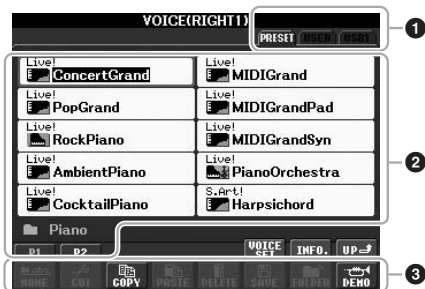 VOICE(RIGHT1)
PRESET USER USB1
1
Live! Live!
ConcertGrand MIDIGrand
Live! Live!
PopGrand MIDIGrandPad
Live! Live!
RockPiano MIDIGrandSyn
2
Live! Live!
AmbientPiano PianoOrchestra
Live! S.Art!
CocktailPiano Harpsichord
Piano
P1 P2 VOICE SET INFO. UP
3
NAME CUT COPY PASTE DELETE SAVE FOLDER DEMO